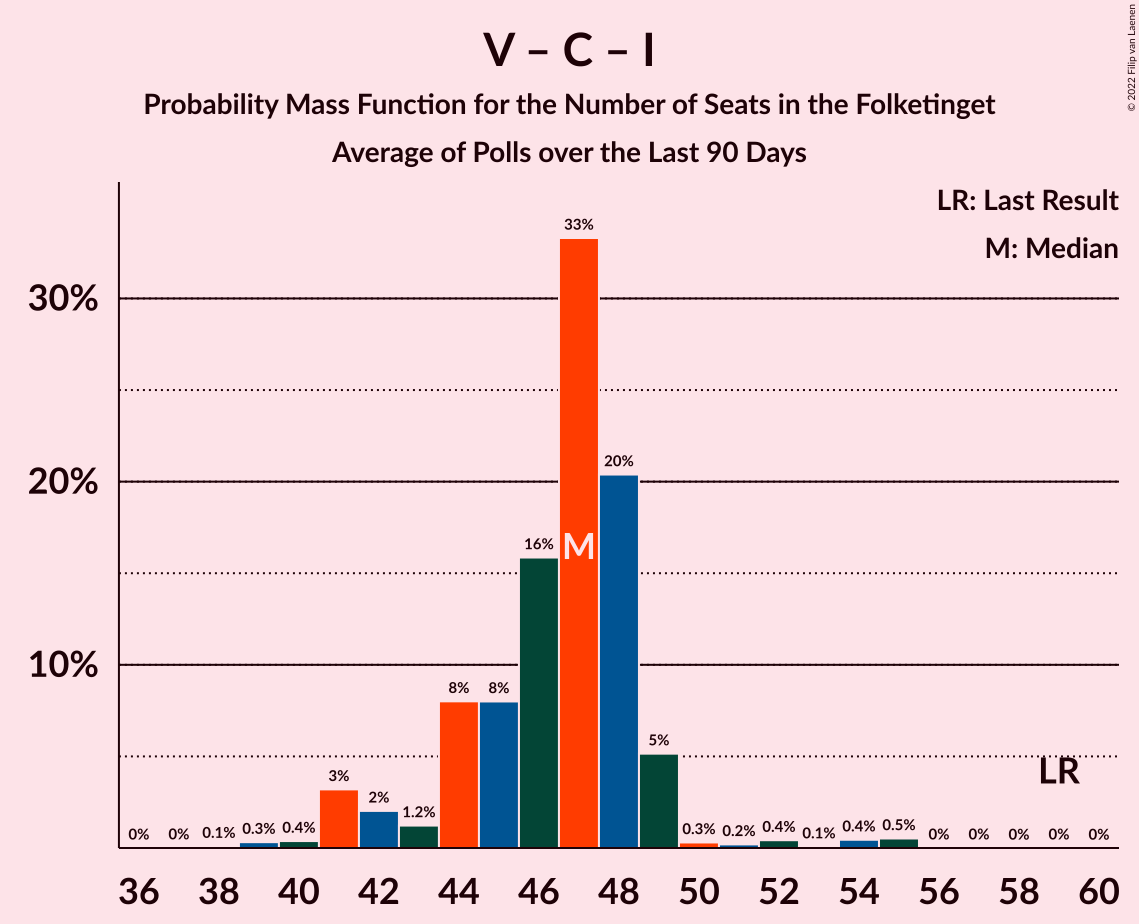 V – C – I
Probability Mass Function for the Number of Seats in the Folketinget
Average of Polls over the Last 90 Days
© 2022 Filip van Laenen
LR: Last Result
M: Median
33%
30%
20%
20%
16%
M
10%
8% 8%
5%
LR
3%
2%
1.2%
0% 0% 0.1% 0.3% 0.4% 0.3% 0.2% 0.4% 0.1% 0.4% 0.5% 0% 0% 0% 0% 0%
36 38 40 42 44 46 48 50 52 54 56 58 60